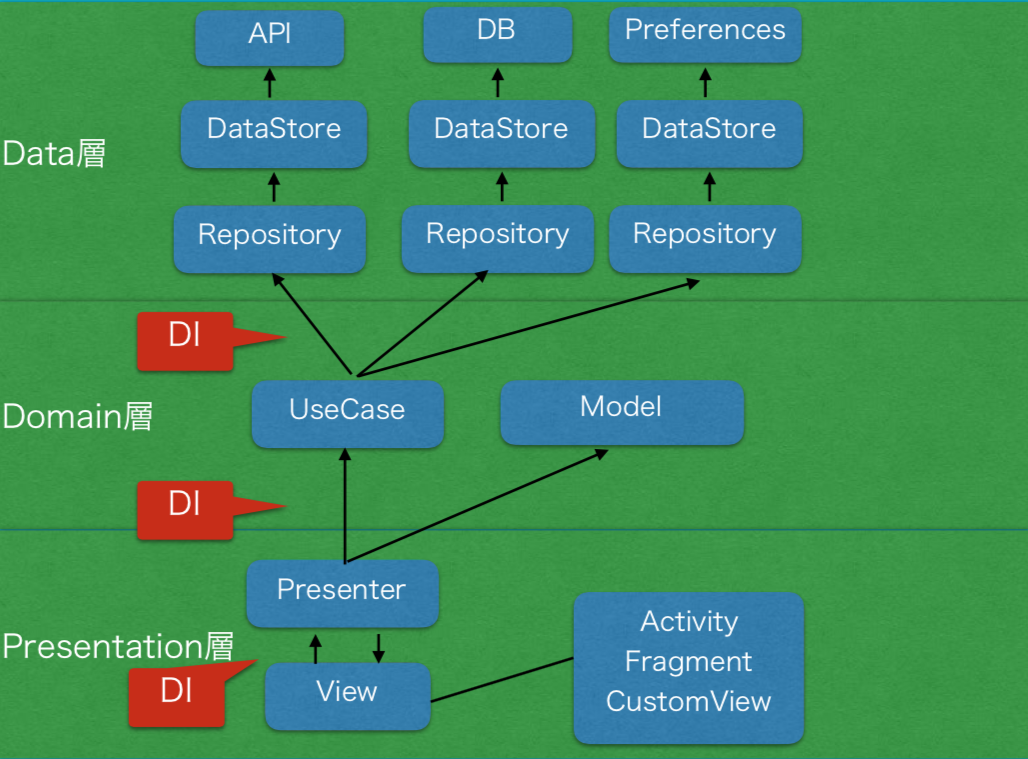 API
DB
Preferences
DataStore
DataStore
DataStore
Data層
Repository
Repository
Repository
DI
UseCase
Model
Domain層
DI
Presenter
Presentation層
Activity
Fragment
CustomView
DI
View